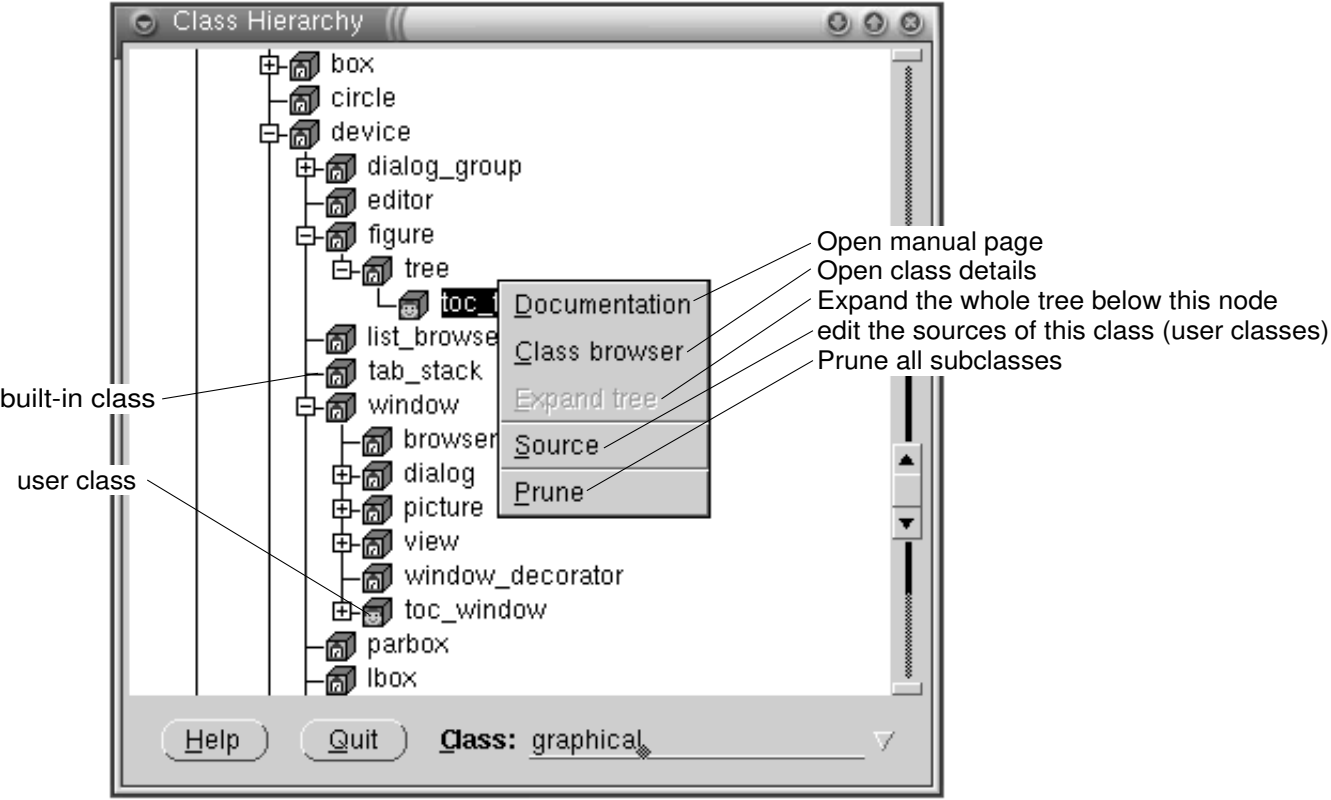 Class Hierarchy
box
circle
device
dialog_group
editor
figure
tree
toc_
Documentation
Class browser
Expand tree
Source
Prune
list_browse
tab_stack
window
browser
dialog
picture
view
window_decorator
toc_window
parbox
lbox
Open manual page
Open class details
Expand the whole tree below this node
edit the sources of this class (user classes)
Prune all subclasses
built-in class
user class
Help
Quit
Class: graphical